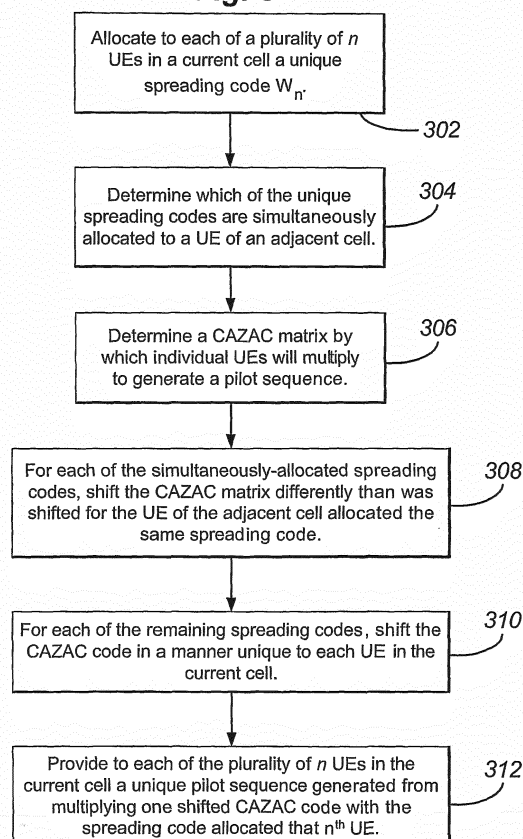 Allocate to each of a plurality of n
UEs in a current cell a unique
spreading code Wn.
302
Determine which of the unique
spreading codes are simultaneously
allocated to a UE of an adjacent cell.
304
Determine a CAZAC matrix by
which individual UEs will multiply
to generate a pilot sequence.
306
For each of the simultaneously-allocated spreading
codes, shift the CAZAC matrix differently than was
shifted for the UE of the adjacent cell allocated the
same spreading code.
308
For each of the remaining spreading codes, shift the
CAZAC code in a manner unique to each UE in the
current cell.
310
Provide to each of the plurality of n UEs in the
current cell a unique pilot sequence generated from
multiplying one shifted CAZAC code with the
spreading code allocated that nth UE.
312